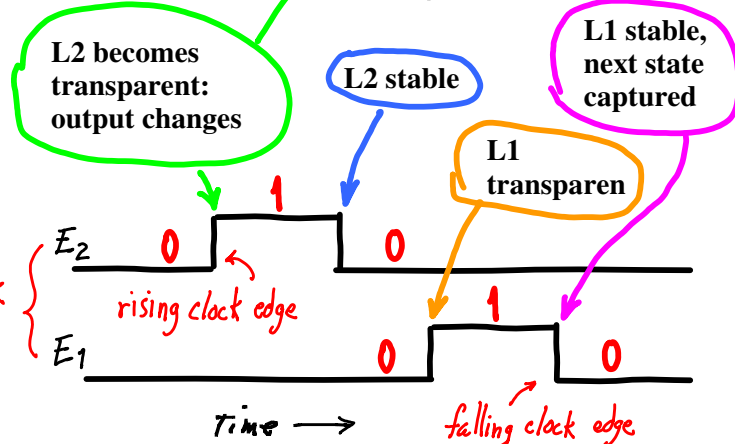 L2 becomes
transparent:
output changes
L2 stable
L1 stable,
next state
captured
L1
transparen
1
E2
0
0
rising clock edge
1
E1
0
0
Time
falling clock edge